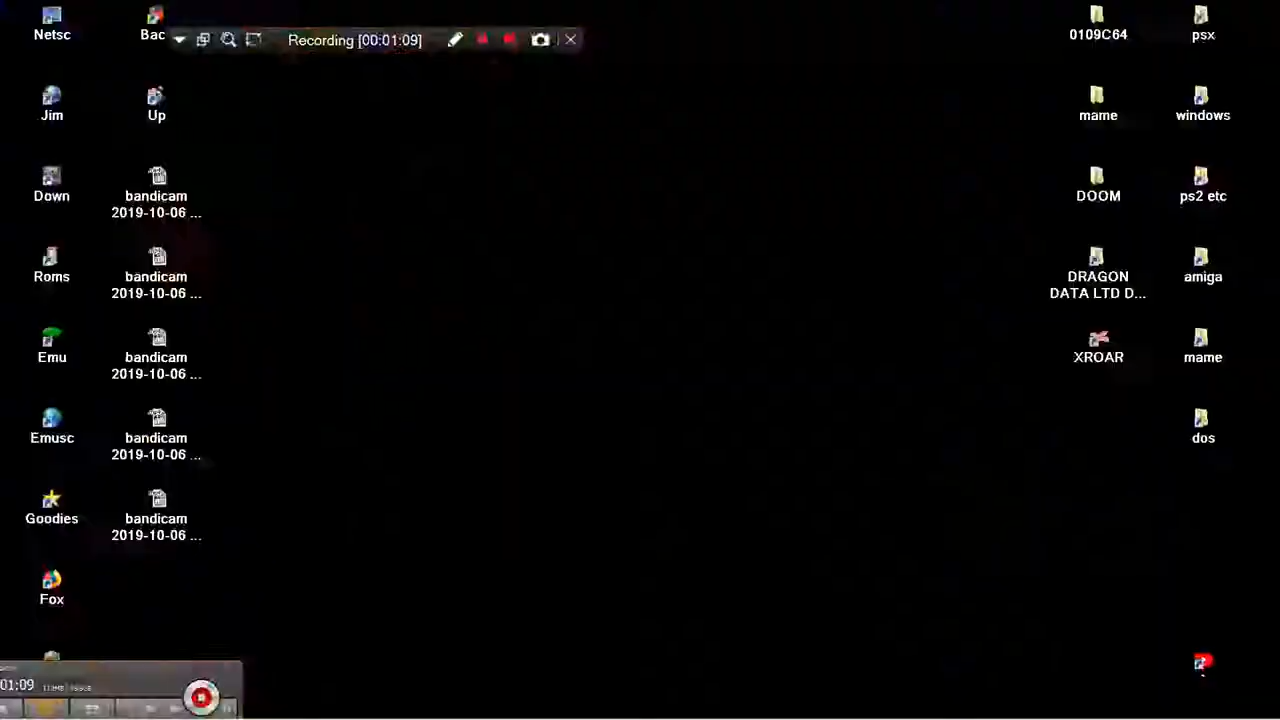 Netsc
Bac
Recording [00:01:09]
0109C64
psx
Jim
Up
mame
windows
Down
bandicam
2019-10-06 ...
DOOM
ps2 etc
Roms
bandicam
2019-10-06 ...
DRAGON
DATA LTD D...
amiga
Emu
bandicam
2019-10-06 ...
XROAR
mame
Emusc
bandicam
2019-10-06 ...
dos
Goodies
bandicam
2019-10-06 ...
Fox
01:09